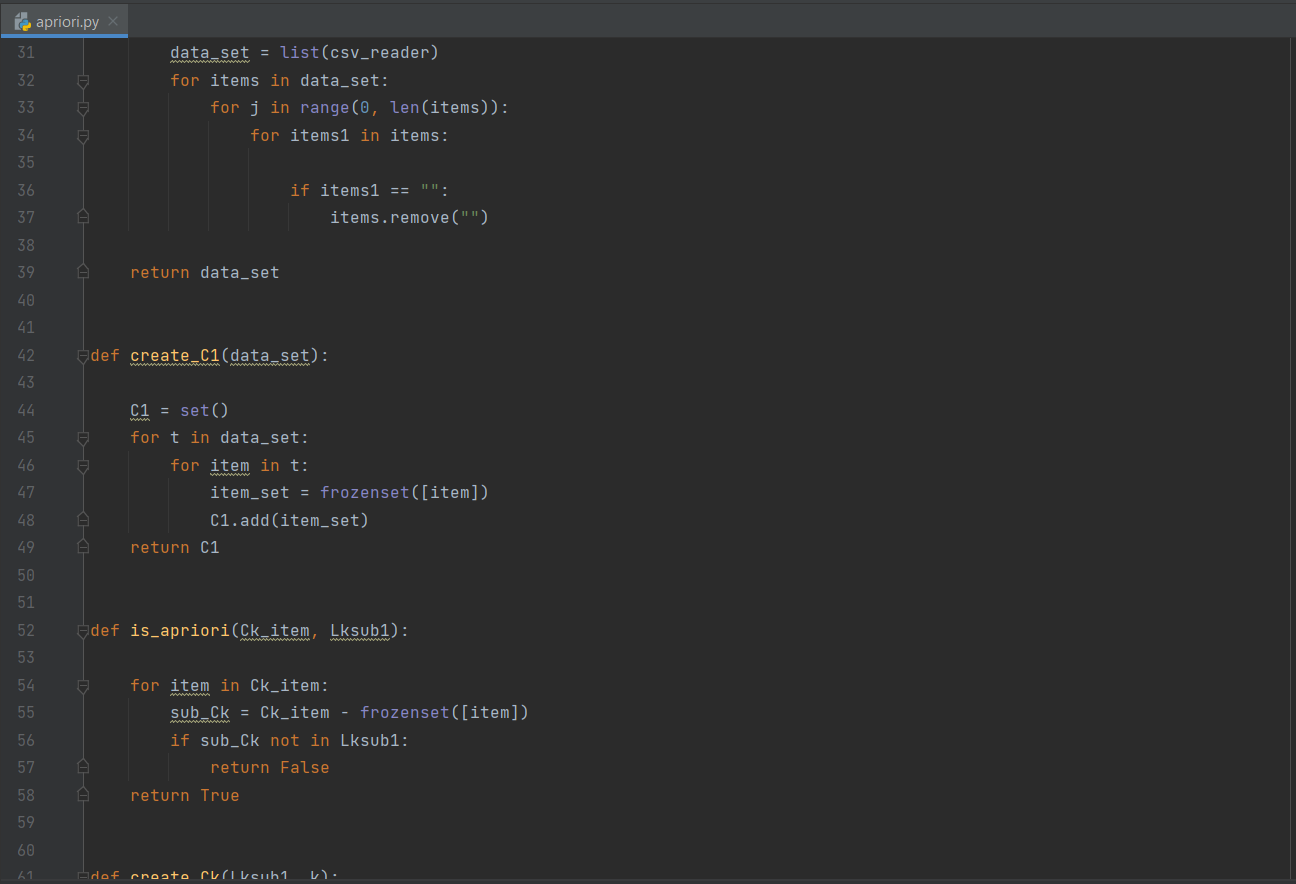 apriori.py
31 data_set = list(csv_reader)
32 for items in data_set:
33 for j in range(0, len(items)):
34 for items1 in items:
35
36 if items1 == "":
37 items.remove("")
38
39 return data_set
40
41
42 def create_C1(data_set):
43
44 C1 = set()
45 for t in data_set:
46 for item in t:
47 item_set = frozenset([item])
48 C1.add(item_set)
49 return C1
50
51
52 def is_apriori(Ck_item, Lksub1):
53
54 for item in Ck_item:
55 sub_Ck = Ck_item - frozenset([item])
56 if sub_Ck not in Lksub1:
57 return False
58 return True
59
60
61 def create_Ck(Lksub1, k):